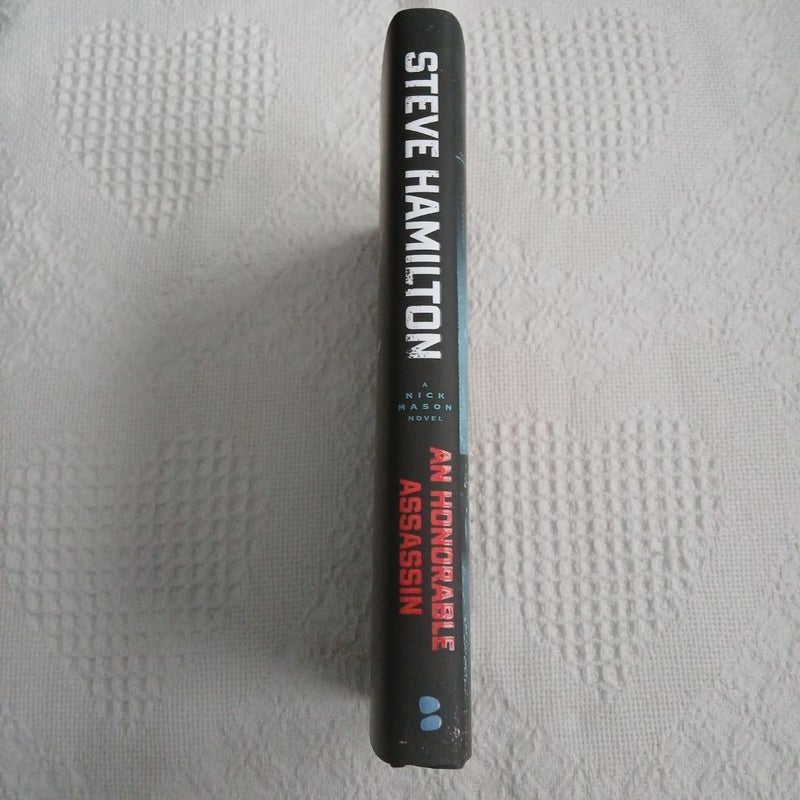 STEVE HAMILTON
A
NICK
MASON
NOVEL
AN HONORABLE
ASSASSIN